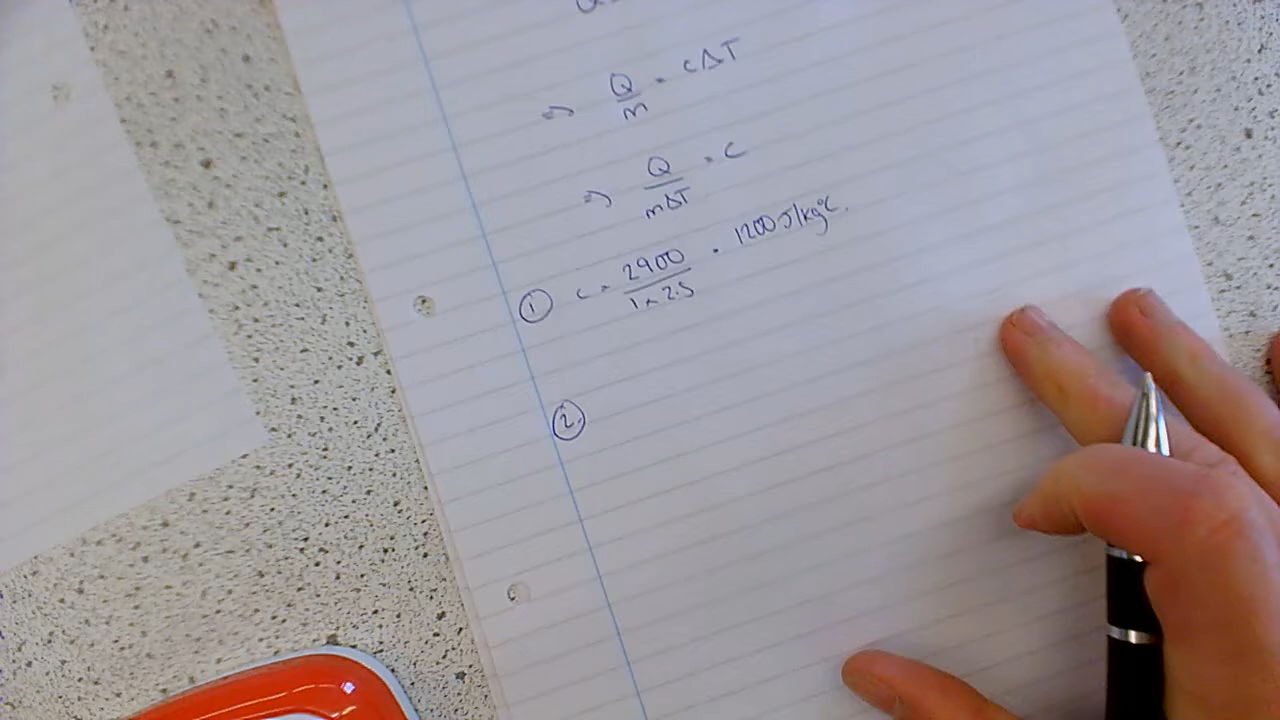 ⇒ Q/m = cΔT
⇒ Q/mΔT = c
① c = 2900/1×2.5 = 1200 J/kg°C.
②.